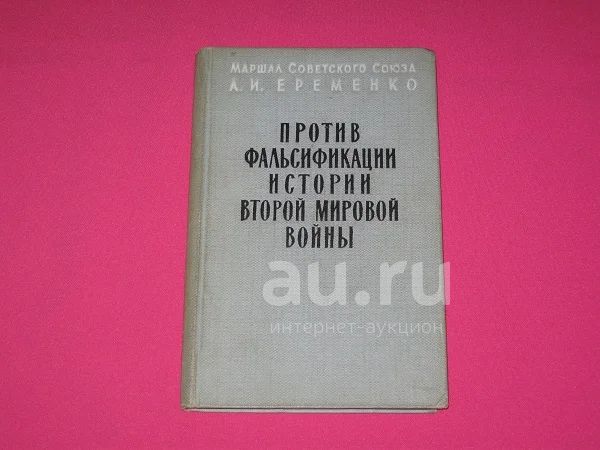 Маршал Советского Союза
А. И. ЕРЕМЕНКО
ПРОТИВ
ФАЛЬСИФИКАЦИИ
ИСТОРИИ
ВТОРОЙ МИРОВОЙ
ВОЙНЫ
au.ru
интернет-аукцион